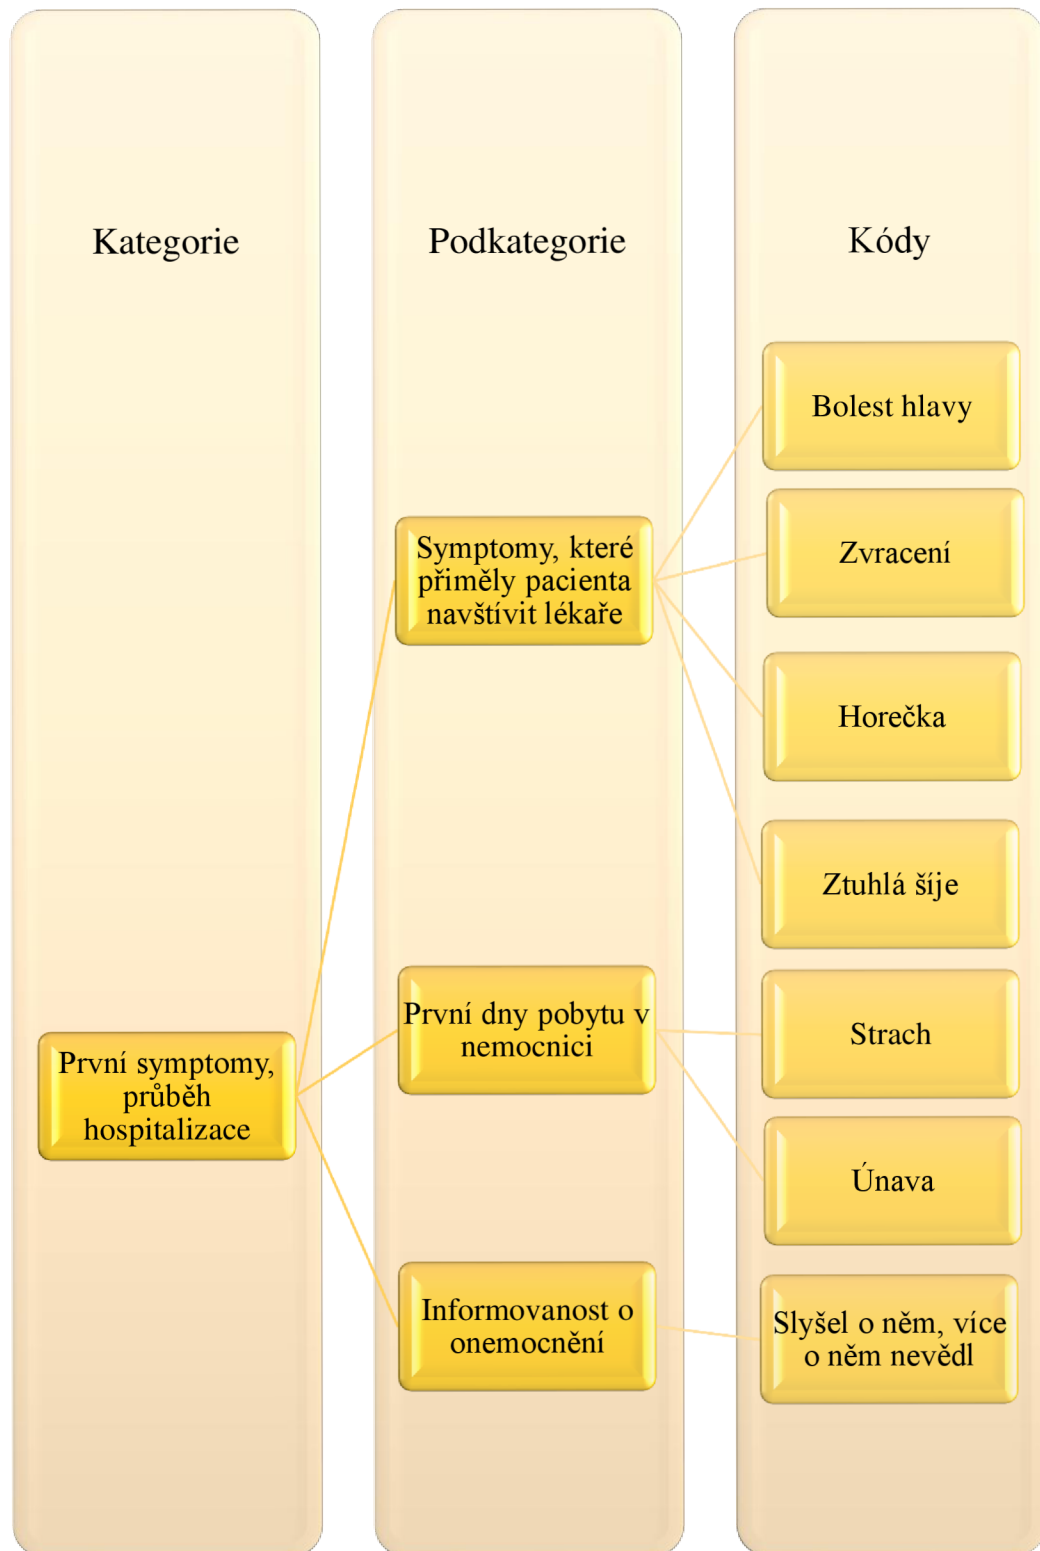 Kategorie
Podkategorie
Kódy
První symptomy,
průběh
hospitalizace
Symptomy, které
přiměly pacienta
navštívit lékaře
První dny pobytu v
nemocnici
Informovanost o
onemocnění
Bolest hlavy
Zvracení
Horečka
Ztuhlá šíje
Strach
Únava
Slyšel o něm, více
o něm nevědl